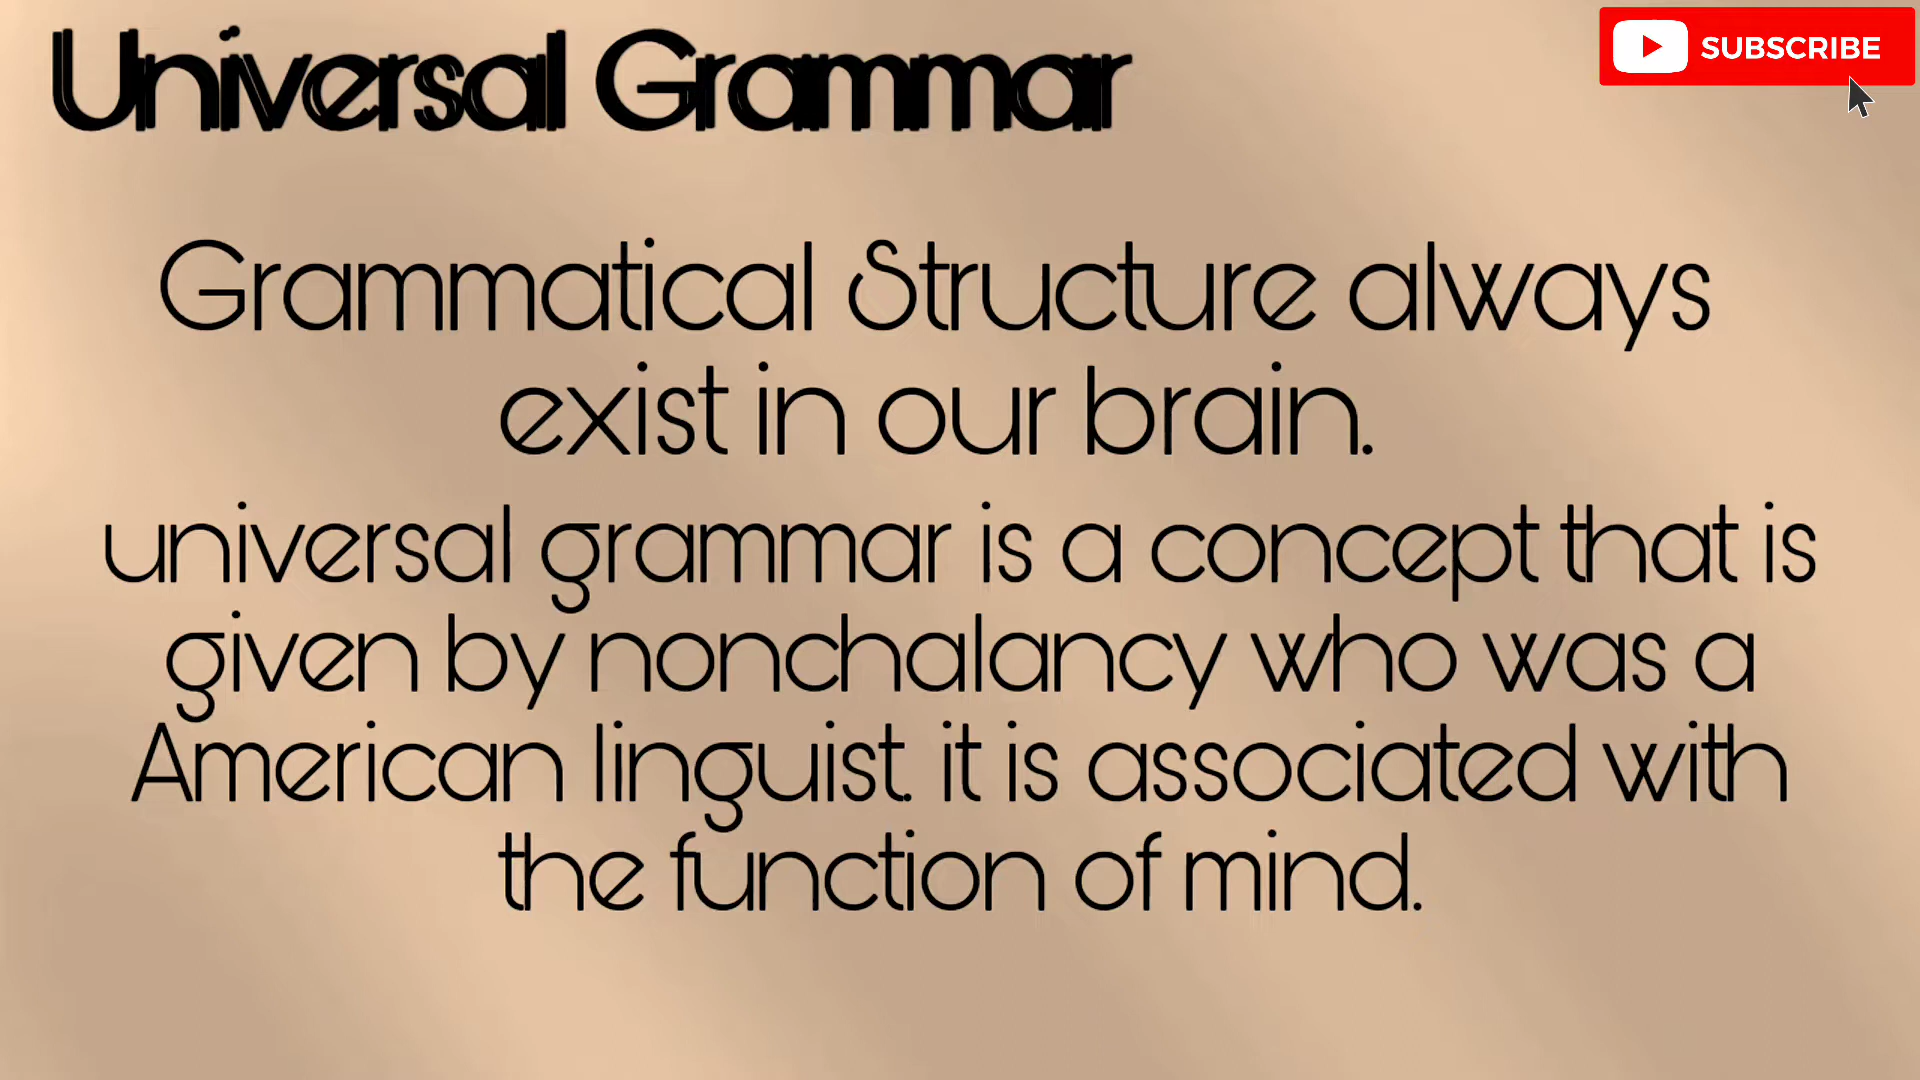 Universal Grammar
SUBSCRIBE
Grammatical Structure always
exist in our brain.
universal grammar is a concept that is
given by nonchalancy who was a
American linguist. it is associated with
the function of mind.